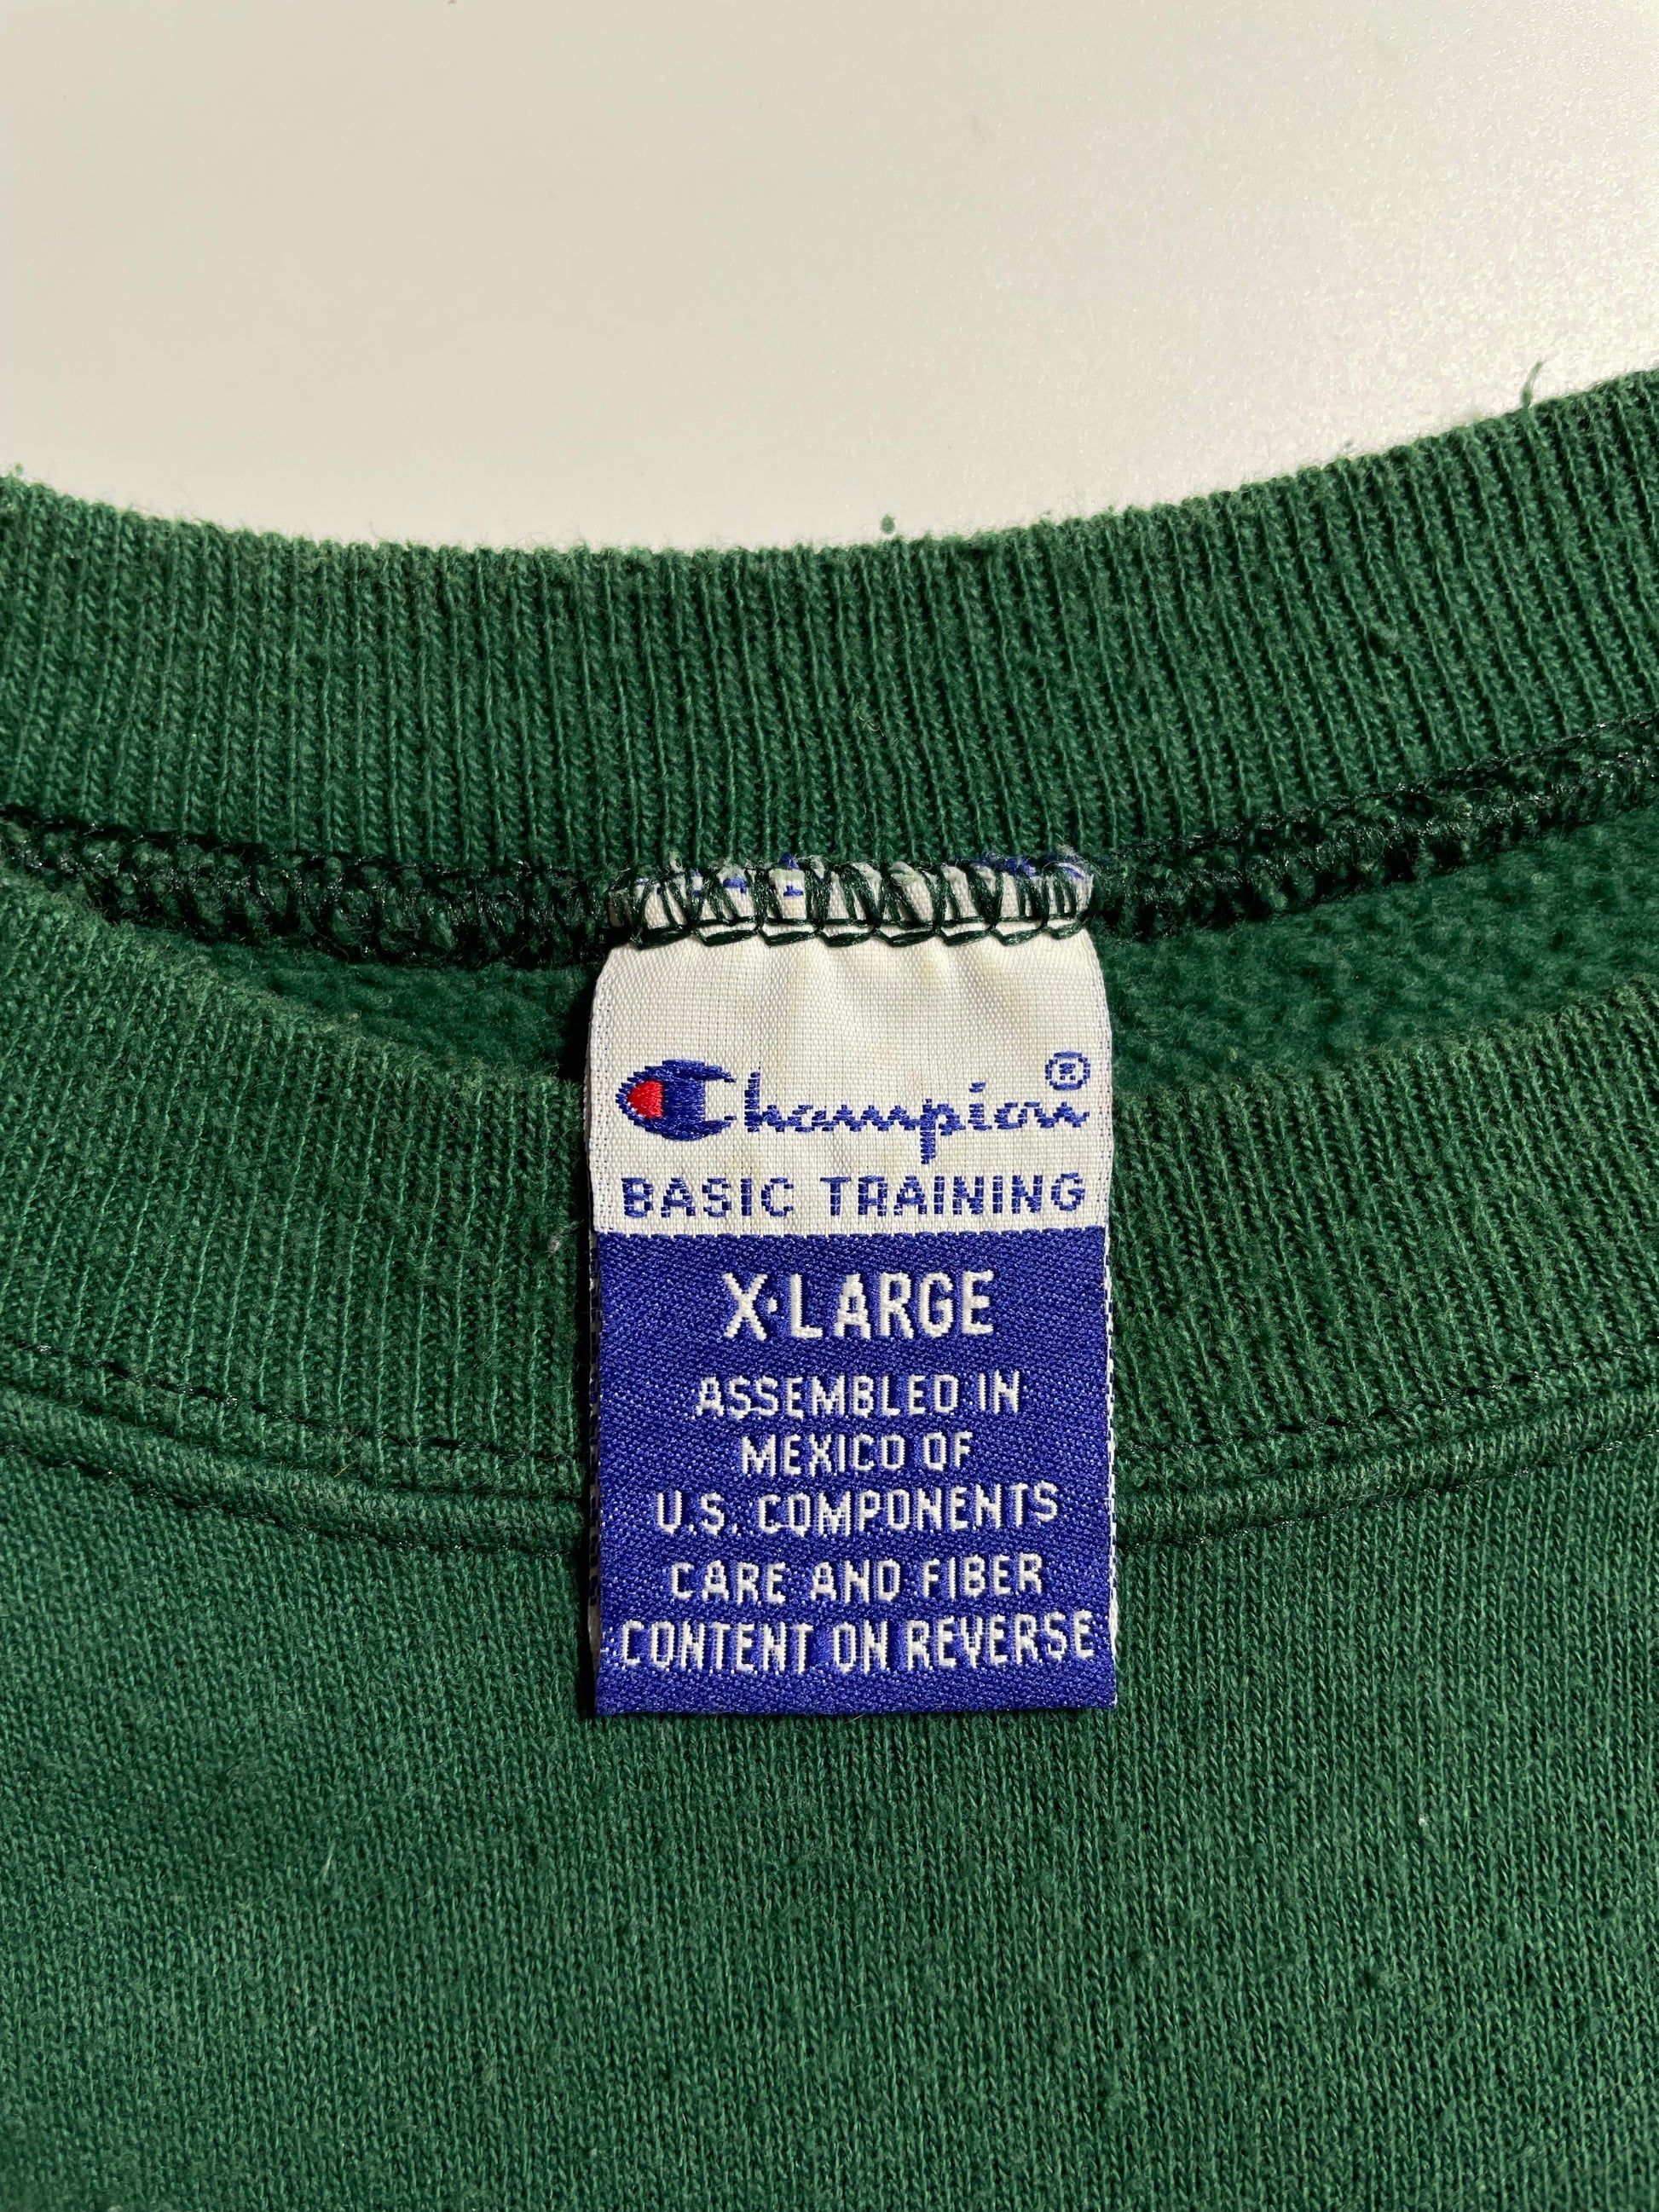 Champion®
BASIC TRAINING
X·LARGE
ASSEMBLED IN
MEXICO OF
U.S. COMPONENTS
CARE AND FIBER
CONTENT ON REVERSE